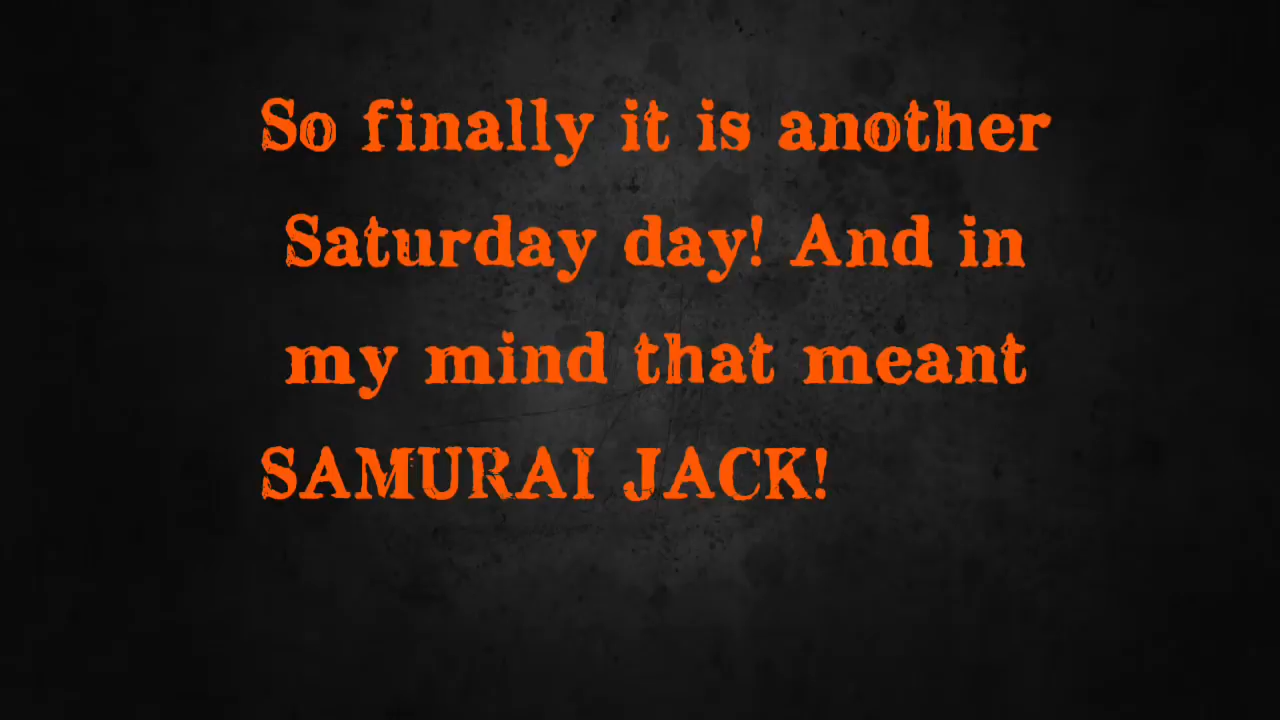 So finally it is another
Saturday day! And in
my mind that meant
SAMURAI JACK!